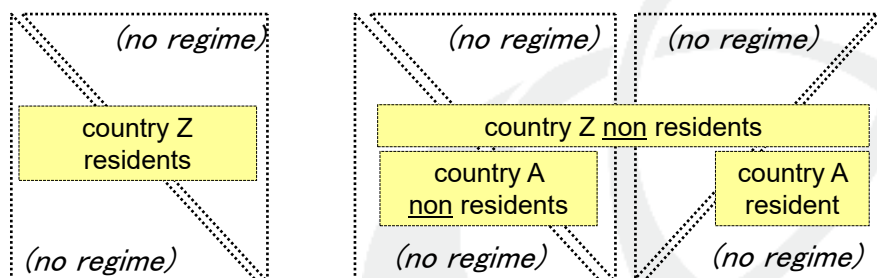 (no regime)
(no regime)
(no regime)
country Z
residents
country Z non residents
country A
non residents
country A
resident
(no regime)
(no regime)
(no regime)